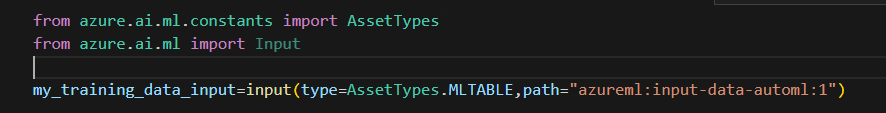 from azure.ai.ml.constants import AssetTypes
from azure.ai.ml import Input
my_training_data_input=input(type=AssetTypes.MLTABLE,path="azureml:input-data-automl:1")